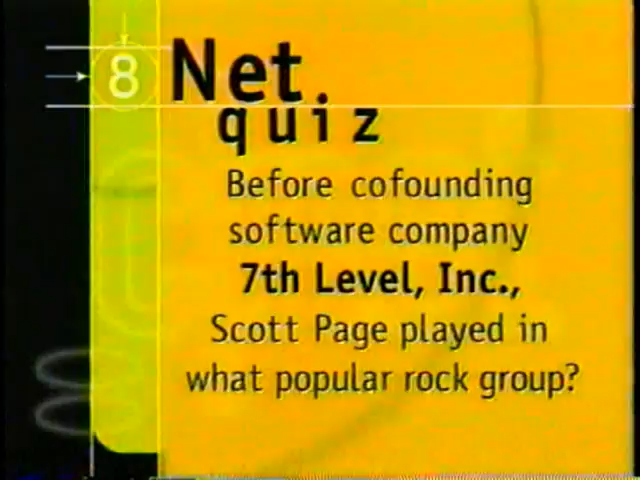 8
Net
quiz
Before cofounding
software company
7th Level, Inc.,
Scott Page played in
what popular rock group?